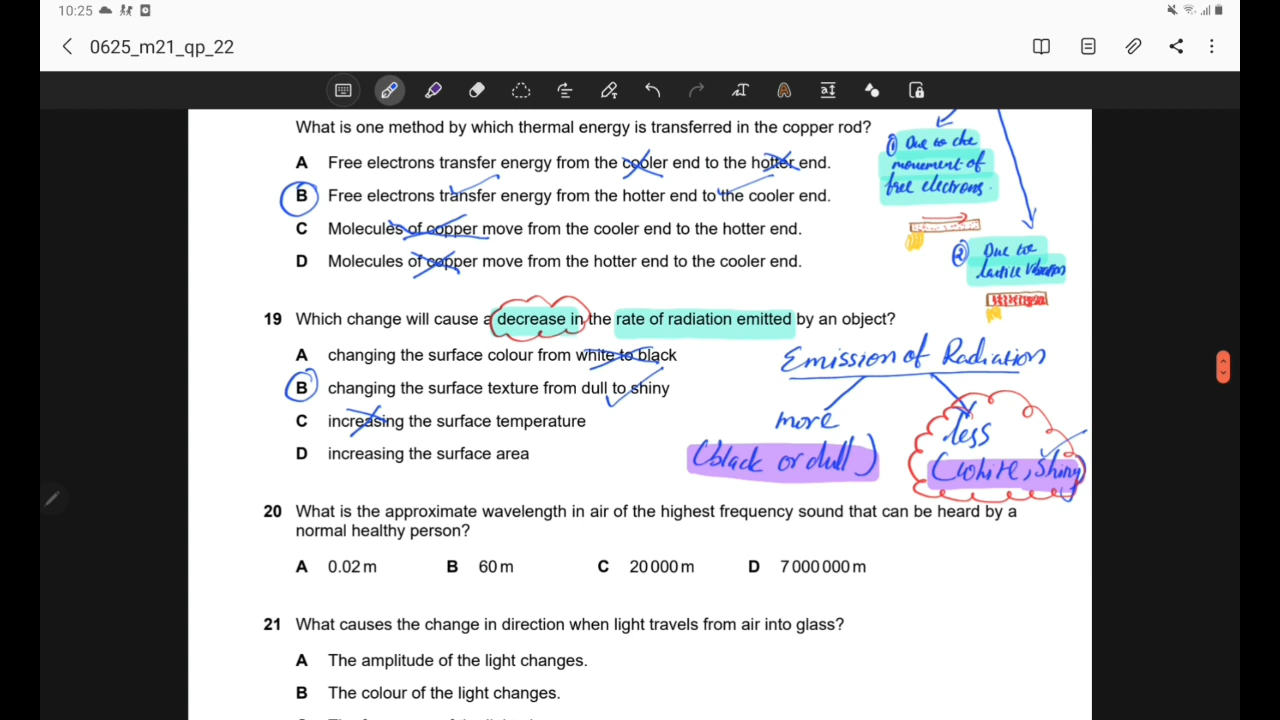 10:25
0625_m21_qp_22
What is one method by which thermal energy is transferred in the copper rod?
A Free electrons transfer energy from the cooler end to the hotter end.
B Free electrons transfer energy from the hotter end to the cooler end.
C Molecules of copper move from the cooler end to the hotter end.
D Molecules of copper move from the hotter end to the cooler end.
① Due to the
movement of
free electrons.
② Due to
lattice vibration
19 Which change will cause a decrease in the rate of radiation emitted by an object?
A changing the surface colour from white to black
B changing the surface texture from dull to shiny
C increasing the surface temperature
D increasing the surface area
Emission of Radiation
more
(black or dull)
less
(white, shiny)
20 What is the approximate wavelength in air of the highest frequency sound that can be heard by a
normal healthy person?
A 0.02 m B 60 m C 20 000 m D 7 000 000 m
21 What causes the change in direction when light travels from air into glass?
A The amplitude of the light changes.
B The colour of the light changes.